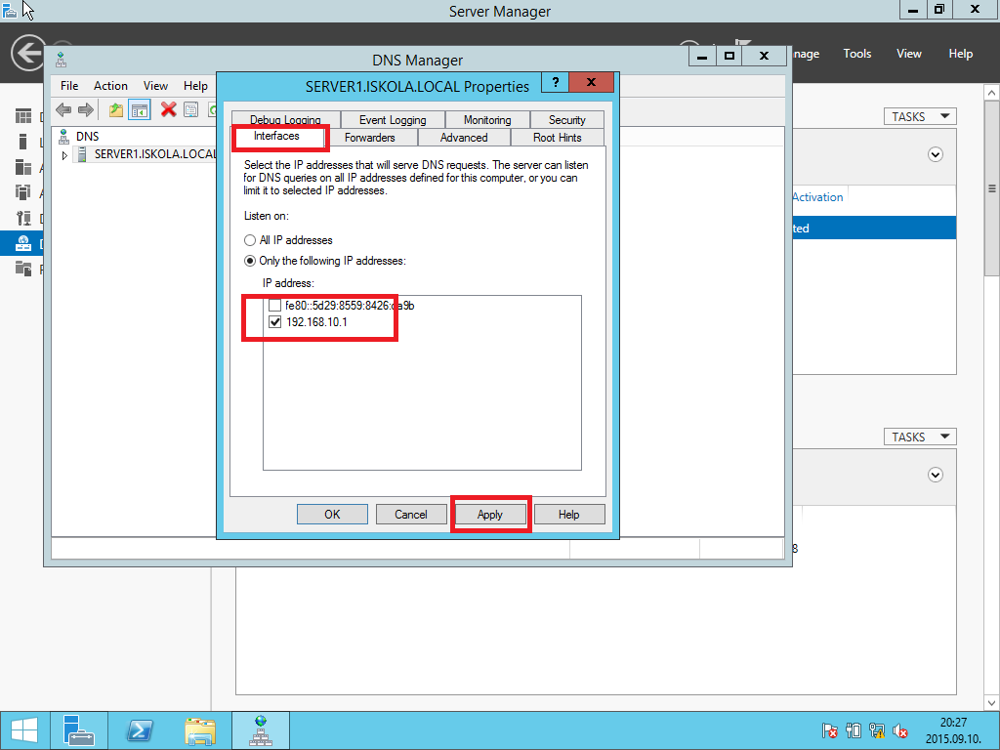 Server Manager
nage
Tools
View
Help
DNS Manager
File
Action
View
Help
SERVER1.ISKOLA.LOCAL Properties
?
Debug Logging
Event Logging
Monitoring
Security
Interfaces
Forwarders
Advanced
Root Hints
DNS
SERVER1.ISKOLA.LOCAL
Select the IP addresses that will serve DNS requests. The server can listen
for DNS queries on all IP addresses defined for this computer, or you can
limit it to selected IP addresses.
Listen on:
All IP addresses
Only the following IP addresses:
IP address:
fe80::5d29:8559:8426:ca9b
192.168.10.1
OK
Cancel
Apply
Help
TASKS
Activation
ted
TASKS
8
20:27
2015.09.10.